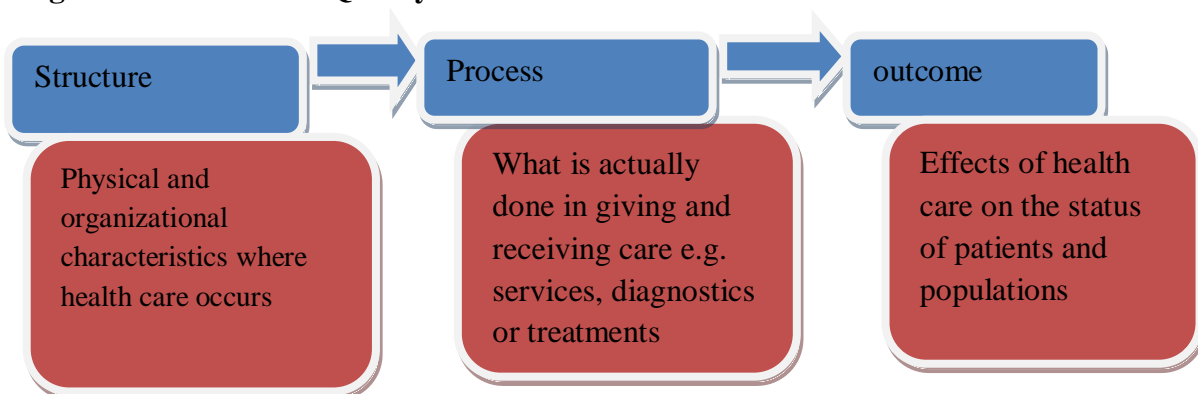 Structure
Process
outcome
Physical and
organizational
characteristics where
health care occurs
What is actually
done in giving and
receiving care e.g.
services, diagnostics
or treatments
Effects of health
care on the status
of patients and
populations